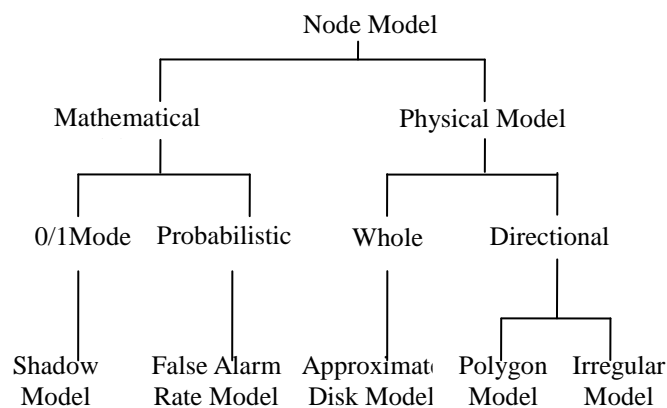 Node Model
Mathematical
Physical Model
0/1Mode
Probabilistic
Whole
Directional
Shadow
Model
False Alarm
Rate Model
Approximate
Disk Model
Polygon
Model
Irregular
Model